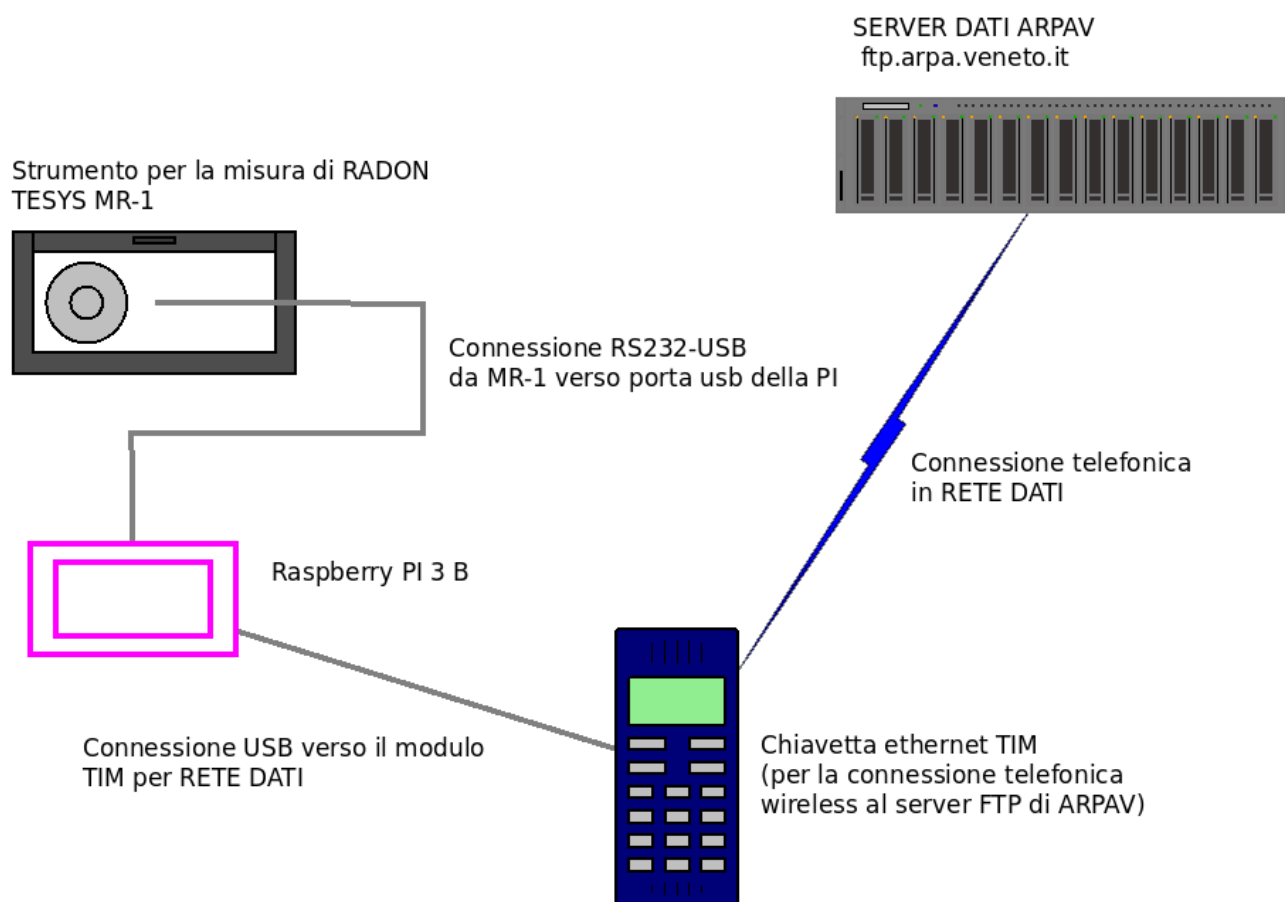 SERVER DATI ARPAV
ftp.arpa.veneto.it
Strumento per la misura di RADON
TESYS MR-1
Connessione RS232-USB
da MR-1 verso porta usb della PI
Connessione telefonica
in RETE DATI
Raspberry PI 3 B
Connessione USB verso il modulo
TIM per RETE DATI
Chiavetta ethernet TIM
(per la connessione telefonica
wireless al server FTP di ARPAV)